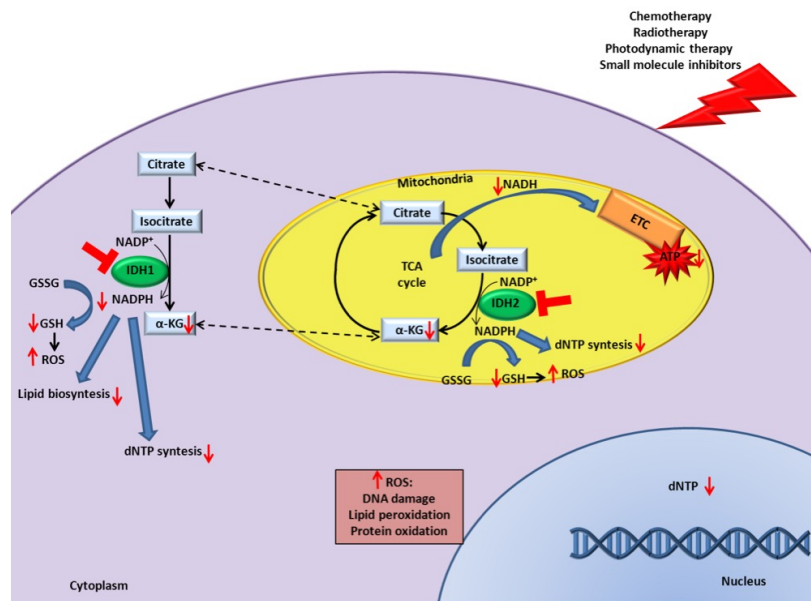 Chemotherapy
Radiotherapy
Photodynamic therapy
Small molecule inhibitors
Citrate
Isocitrate
NADP⁺
IDH1
GSSG
NADPH
GSH
α-KG
ROS
Lipid biosyntesis
dNTP syntesis
Mitochondria
NADH
Citrate
ETC
Isocitrate
ATP
TCA
cycle
NADP⁺
IDH2
α-KG
NADPH
dNTP syntesis
GSSG
GSH
ROS
ROS:
DNA damage
Lipid peroxidation
Protein oxidation
dNTP
Cytoplasm
Nucleus